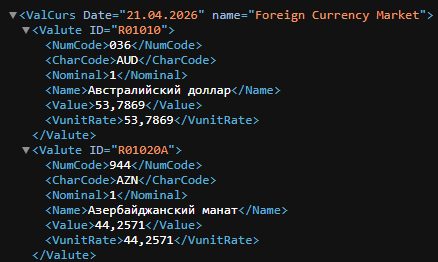 ▼<ValCurs Date="21.04.2026" name="Foreign Currency Market">
▼<Valute ID="R01010">
<NumCode>036</NumCode>
<CharCode>AUD</CharCode>
<Nominal>1</Nominal>
<Name>Австралийский доллар</Name>
<Value>53,7869</Value>
<VunitRate>53,7869</VunitRate>
</Valute>
▼<Valute ID="R01020A">
<NumCode>944</NumCode>
<CharCode>AZN</CharCode>
<Nominal>1</Nominal>
<Name>Азербайджанский манат</Name>
<Value>44,2571</Value>
<VunitRate>44,2571</VunitRate>
</Valute>